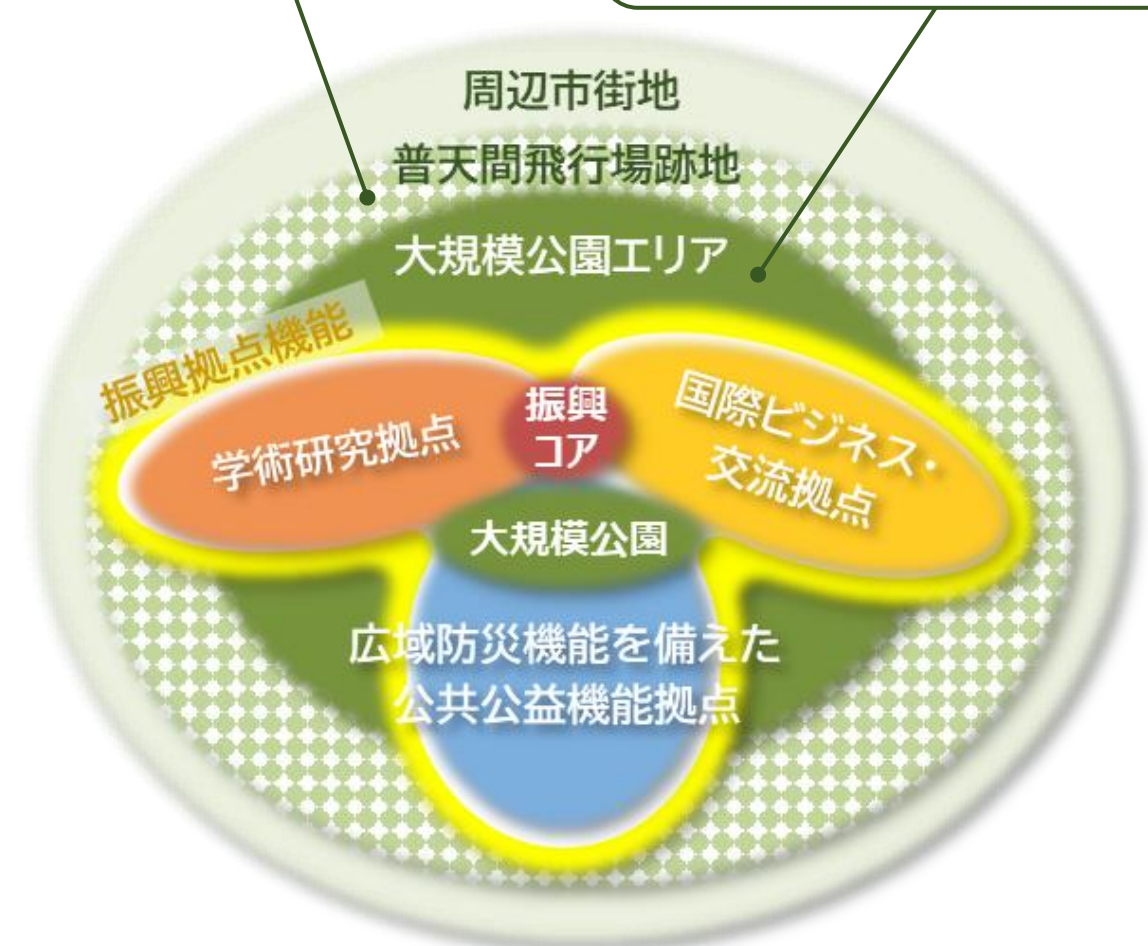 周辺市街地
普天間飛行場跡地
大規模公園エリア
振興拠点機能
学術研究拠点
振興
コア
国際ビジネス・
交流拠点
大規模公園
広域防災機能を備えた
公共公益機能拠点